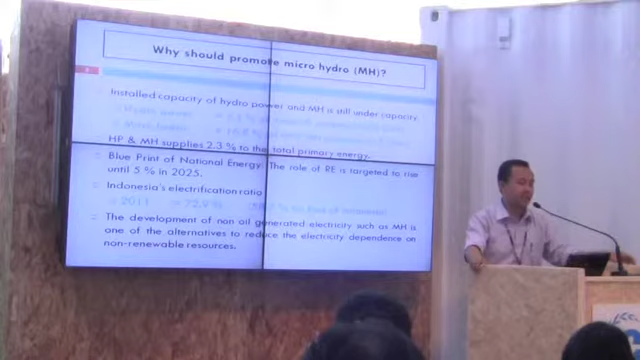 Why should promote micro hydro (MH)?
Installed capacity of hydro power and MH is still under capacity
HP & MH supplies 2.3 % to the total primary energy.
Blue Print of National Energy: The role of RE is targeted to rise
until 5 % in 2025.
Indonesia's electrification ratio
2011 = 72.9 %
The development of non oil generated electricity such as MH is
one of the alternatives to reduce the electricity dependence on
non-renewable resources.